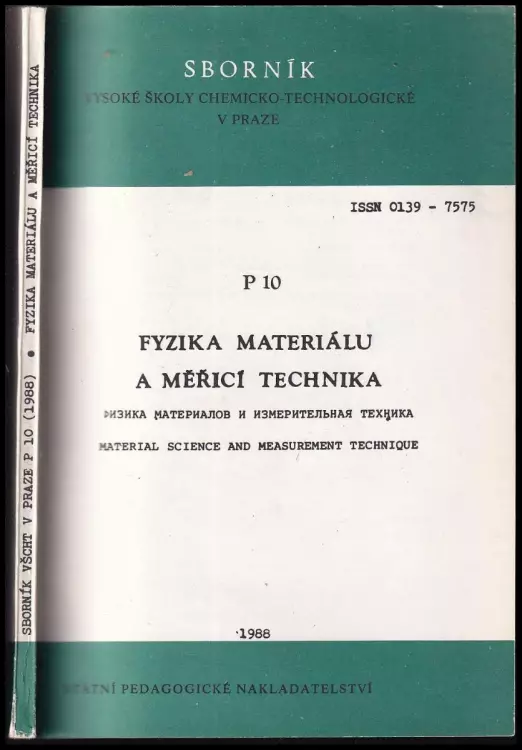 SBORNÍK VŠCHT V PRAZE P 10 (1988) • FYZIKA MATERIÁLU A MĚŘICÍ TECHNIKA
SBORNÍK
VYSOKÉ ŠKOLY CHEMICKO-TECHNOLOGICKÉ
V PRAZE
ISSN 0139 - 7575
P 10
FYZIKA MATERIÁLU
A MĚŘICÍ TECHNIKA
ФИЗИКА МАТЕРИАЛОВ И ИЗМЕРИТЕЛЬНАЯ ТЕХНИКА
MATERIAL SCIENCE AND MEASUREMENT TECHNIQUE
1988
STÁTNÍ PEDAGOGICKÉ NAKLADATELSTVÍ